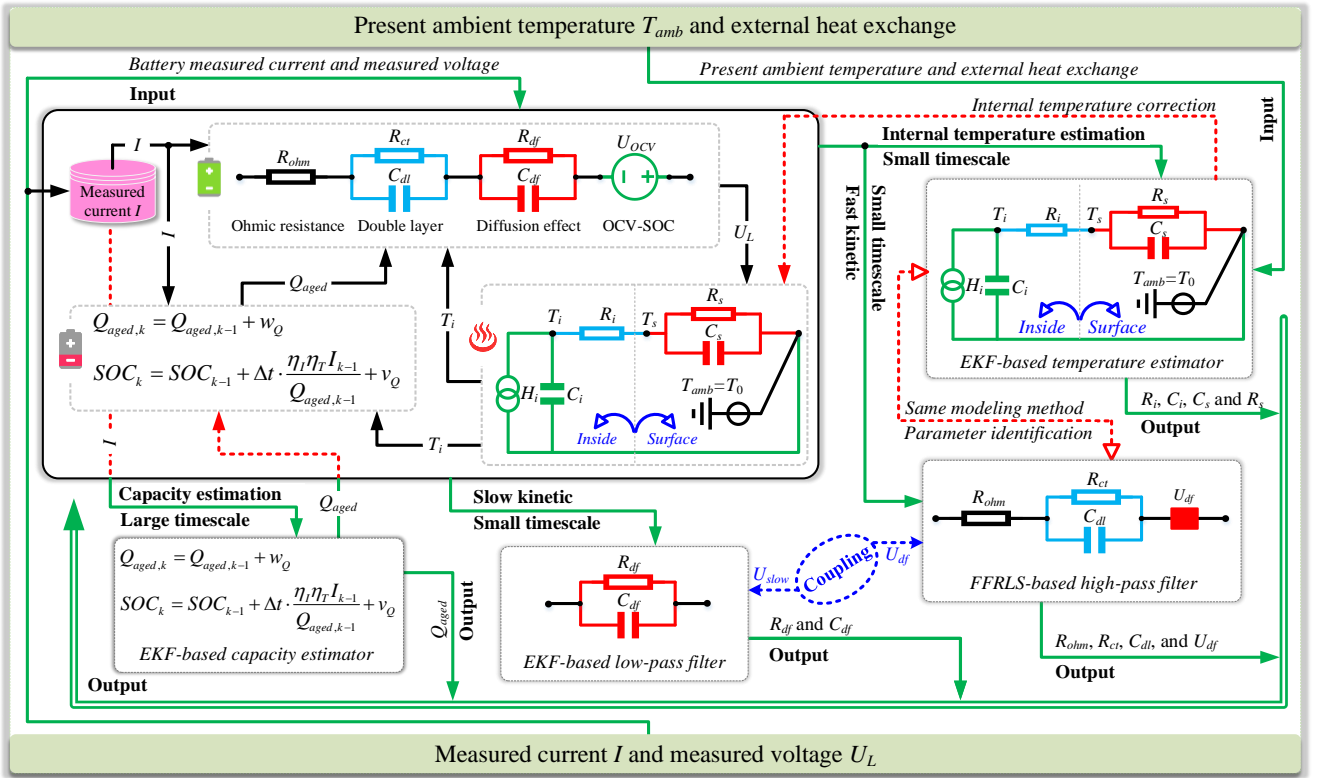 Present ambient temperature T_amb and external heat exchange
Battery measured current and measured voltage
Input
Present ambient temperature and external heat exchange
Input
Internal temperature correction
I
Measured
current I
I
R_ohm
R_ct
C_dl
R_df
C_df
U_OCV
Ohmic resistance
Double layer
Diffusion effect
OCV-SOC
U_L
Q_aged
Q_aged,k = Q_aged,k-1 + w_Q
SOC_k = SOC_k-1 + Δt · η_I η_T I_k-1 / Q_aged,k-1 + v_Q
T_i
T_i
T_i
R_i
T_s
R_s
C_s
H_i
C_i
T_amb=T_0
Inside
Surface
Internal temperature estimation
Small timescale
Small timescale
Fast kinetic
T_i
R_i
T_s
R_s
C_s
H_i
C_i
T_amb=T_0
Inside
Surface
EKF-based temperature estimator
R_i, C_i, C_s and R_s
Output
Same modeling method
Parameter identification
I
Capacity estimation
Large timescale
Q_aged
Slow kinetic
Small timescale
Q_aged,k = Q_aged,k-1 + w_Q
SOC_k = SOC_k-1 + Δt · η_I η_T I_k-1 / Q_aged,k-1 + v_Q
EKF-based capacity estimator
Q_aged
Output
R_df
C_df
EKF-based low-pass filter
R_df and C_df
Output
U_slow
Coupling
U_df
R_ohm
R_ct
C_dl
U_df
FFRLS-based high-pass filter
R_ohm, R_ct, C_dl, and U_df
Output
Output
Measured current I and measured voltage U_L